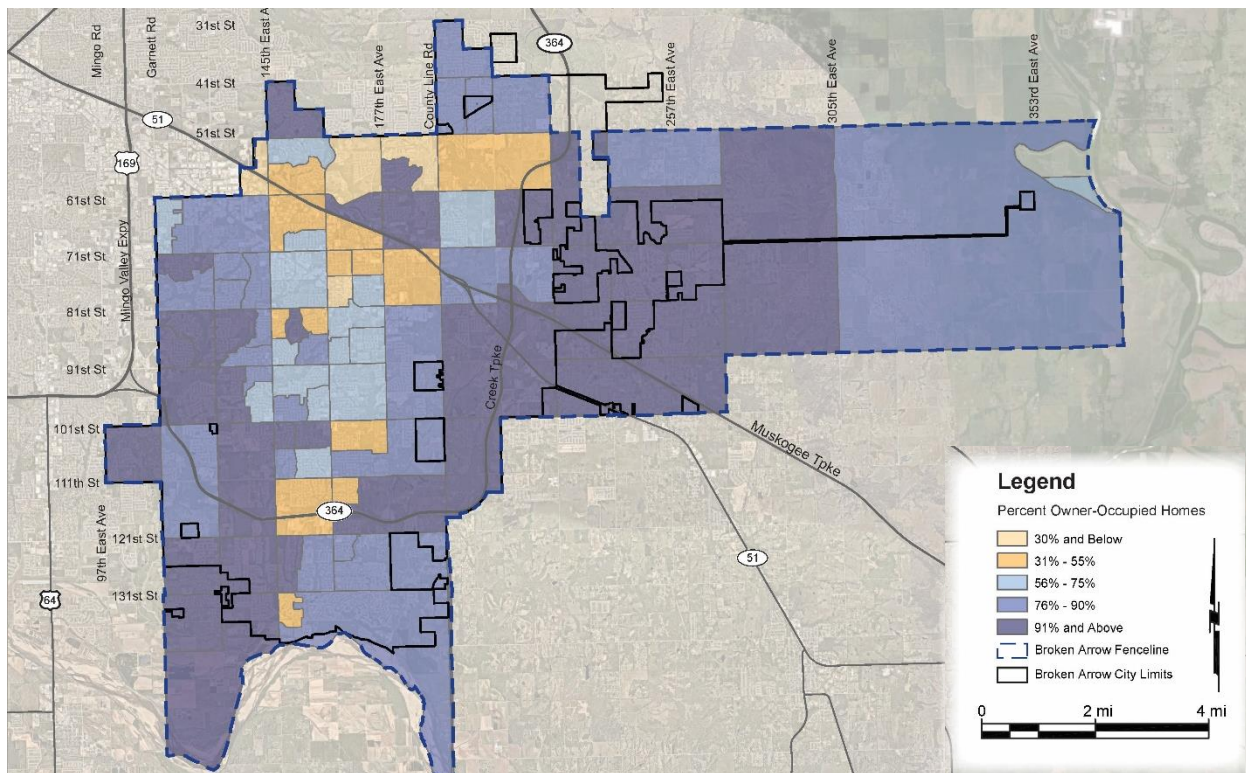 31st St
41st St
51st St
61st St
71st St
81st St
91st St
101st St
111th St
121st St
131st St
Mingo Rd
Garnett Rd
145th East A
177th East Ave
County Line Rd
257th East Ave
305th East Ave
353rd East Ave
Mingo Valley Expy
97th East Ave
Creek Tpke
Muskogee Tpke
364
51
169
364
51
64
Legend
Percent Owner-Occupied Homes
30% and Below
31% - 55%
56% - 75%
76% - 90%
91% and Above
Broken Arrow Fenceline
Broken Arrow City Limits
0 2 mi 4 mi